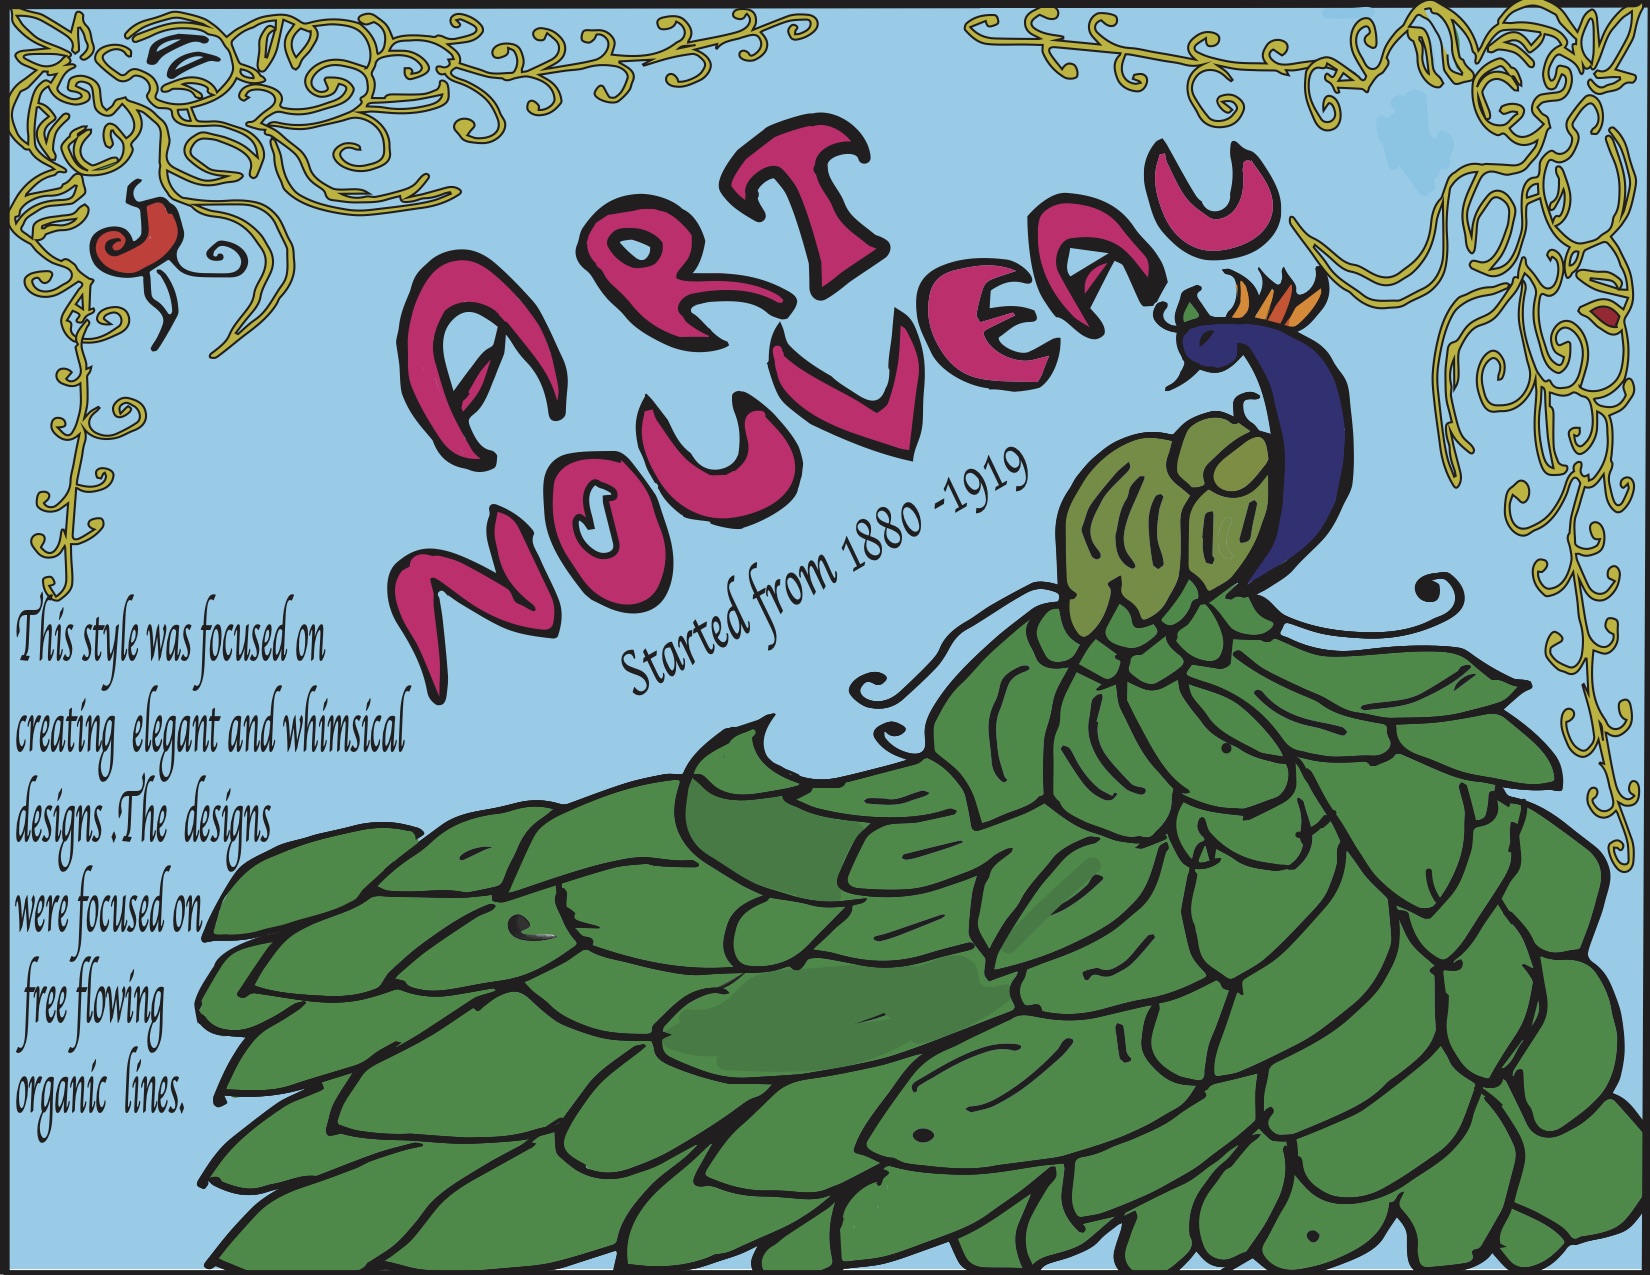 ART
NOUVEAU
Started from 1880 -1919
This style was focused on
creating elegant and whimsical
designs .The designs
were focused on
free flowing
organic lines.